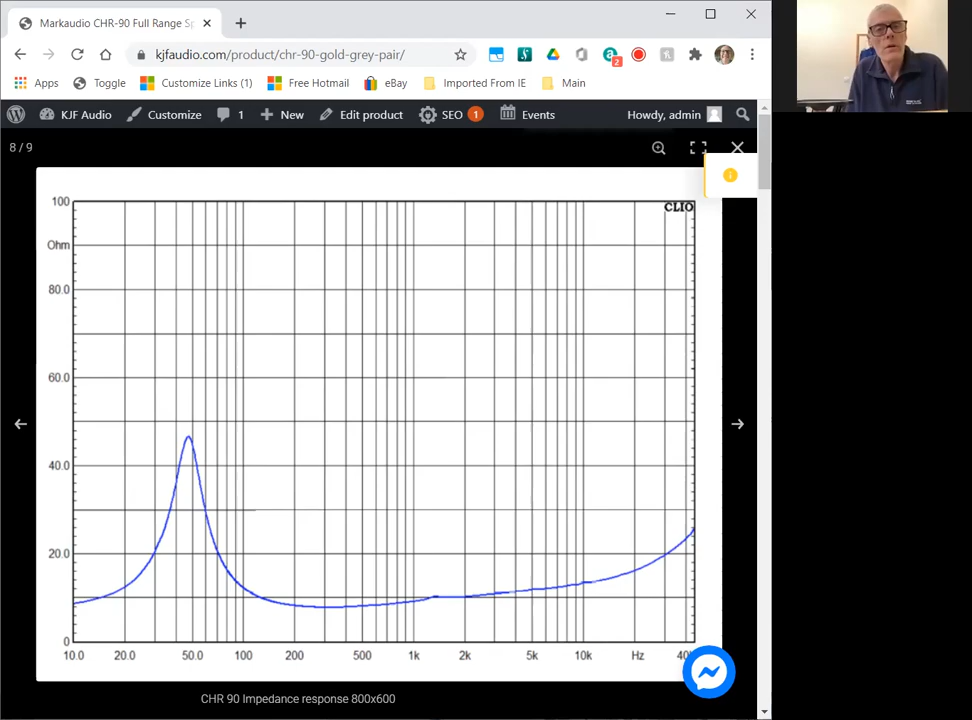 Markaudio CHR-90 Full Range Sp
kjfaudio.com/product/chr-90-gold-grey-pair/
2
Apps
Toggle
Customize Links (1)
Free Hotmail
eBay
Imported From IE
Main
KJF Audio
Customize
1
New
Edit product
SEO
1
Events
Howdy, admin
8 / 9
CLIO
100
Ohm
80.0
60.0
40.0
20.0
0
10.0
20.0
50.0
100
200
500
1k
2k
5k
10k
Hz
CHR 90 Impedance response 800x600